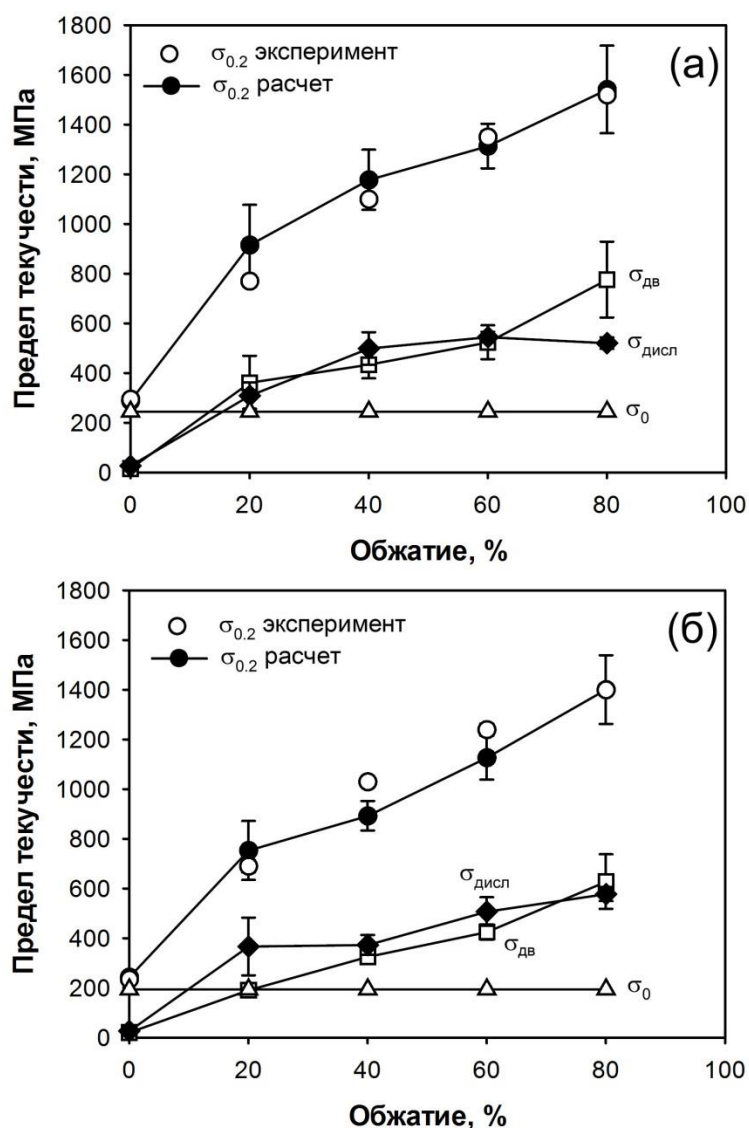 1800
σ0.2 эксперимент
(а)
1600
σ0.2 расчет
1400
1200
1000
800
σдв
600
σдисл
400
σ0
200
0
Предел текучести, МПа
0 20 40 60 80 100
Обжатие, %
1800
σ0.2 эксперимент
(б)
1600
σ0.2 расчет
1400
1200
1000
800
σдисл
600
400
σдв
σ0
200
0
Предел текучести, МПа
0 20 40 60 80 100
Обжатие, %